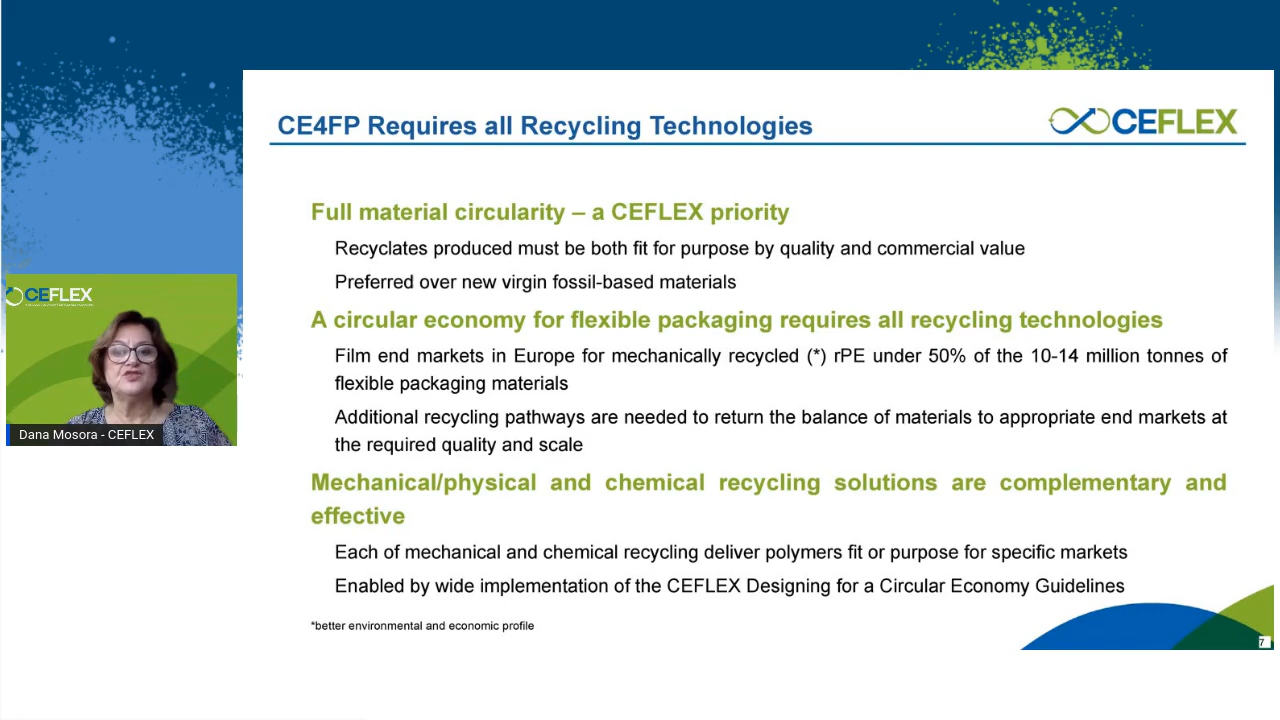 CE4FP Requires all Recycling Technologies
CEFLEX
Full material circularity – a CEFLEX priority
Recyclates produced must be both fit for purpose by quality and commercial value
Preferred over new virgin fossil-based materials
A circular economy for flexible packaging requires all recycling technologies
Film end markets in Europe for mechanically recycled (*) rPE under 50% of the 10-14 million tonnes of
flexible packaging materials
Additional recycling pathways are needed to return the balance of materials to appropriate end markets at
the required quality and scale
Mechanical/physical and chemical recycling solutions are complementary and
effective
Each of mechanical and chemical recycling deliver polymers fit or purpose for specific markets
Enabled by wide implementation of the CEFLEX Designing for a Circular Economy Guidelines
*better environmental and economic profile
7
CEFLEX
Dana Mosora - CEFLEX